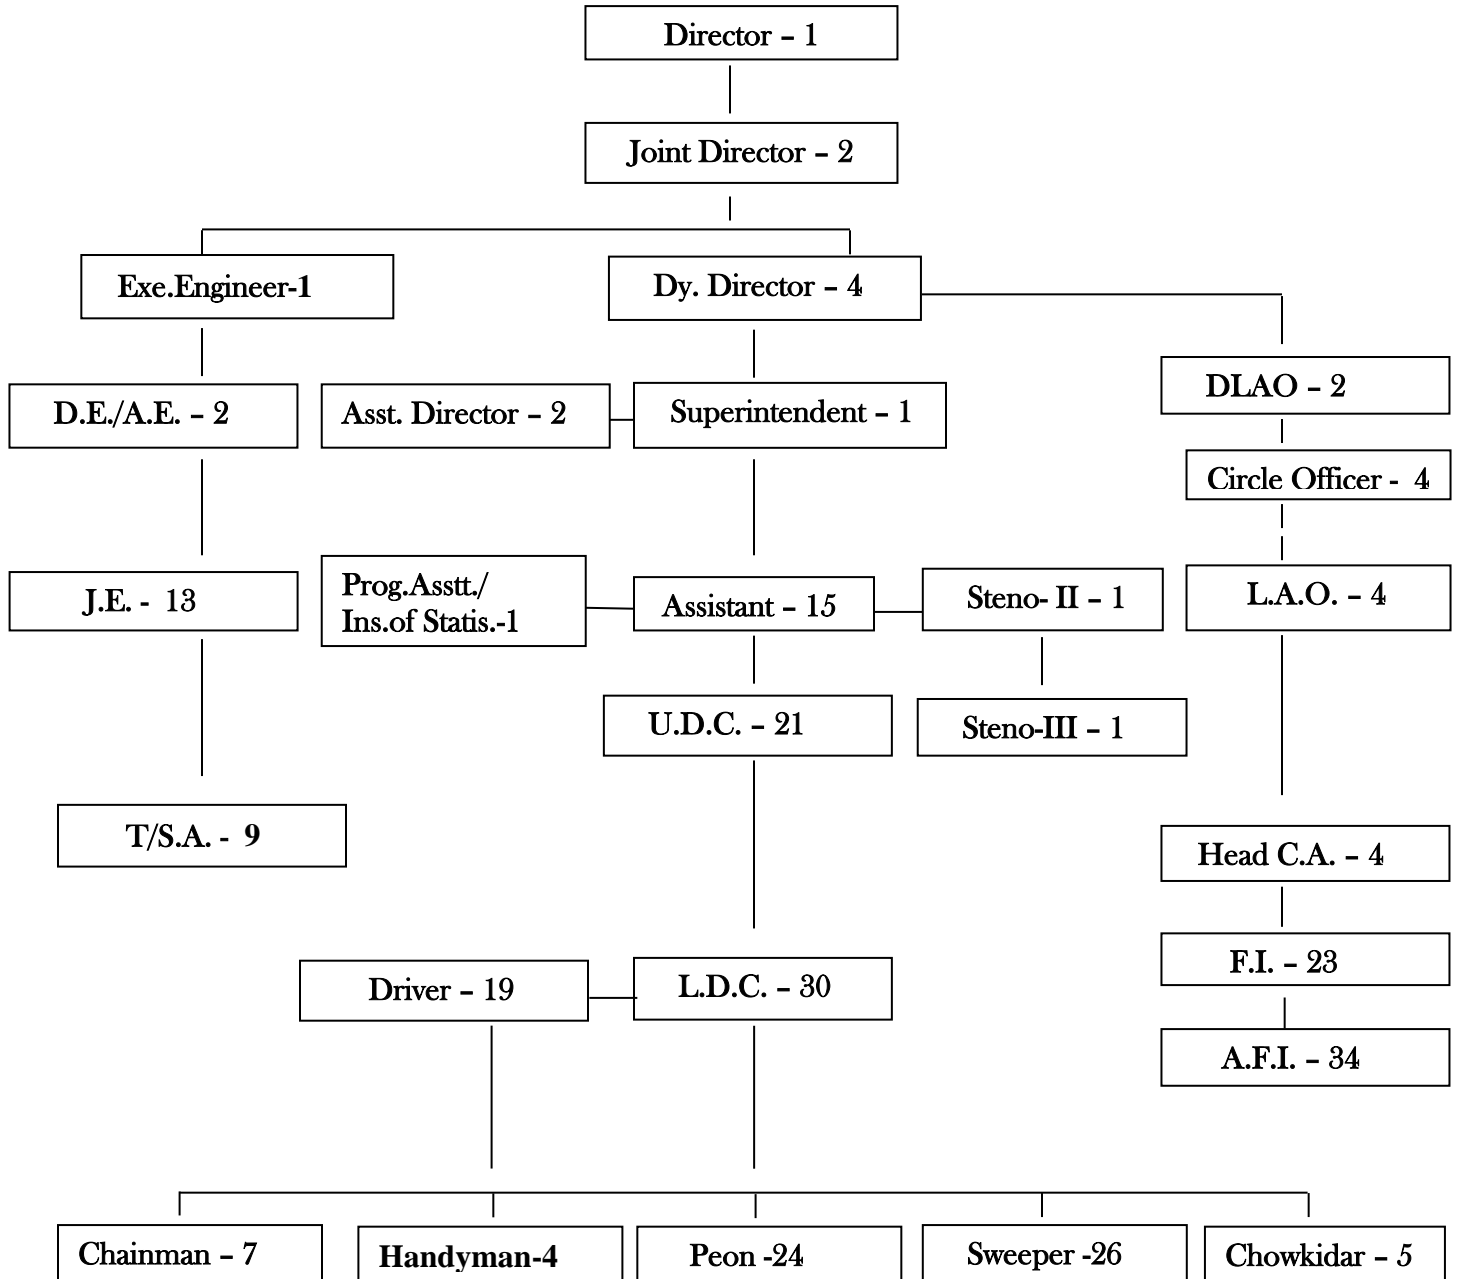 Director – 1
Joint Director – 2
Exe.Engineer-1
Dy. Director – 4
D.E./A.E. – 2
Asst. Director – 2
Superintendent – 1
DLAO – 2
Circle Officer - 4
J.E. - 13
Prog.Asstt./
Ins.of Statis.-1
Assistant – 15
Steno- II – 1
L.A.O. – 4
U.D.C. – 21
Steno-III – 1
T/S.A. - 9
Head C.A. – 4
Driver – 19
L.D.C. – 30
F.I. – 23
A.F.I. – 34
Chainman – 7
Handyman-4
Peon -24
Sweeper -26
Chowkidar – 5